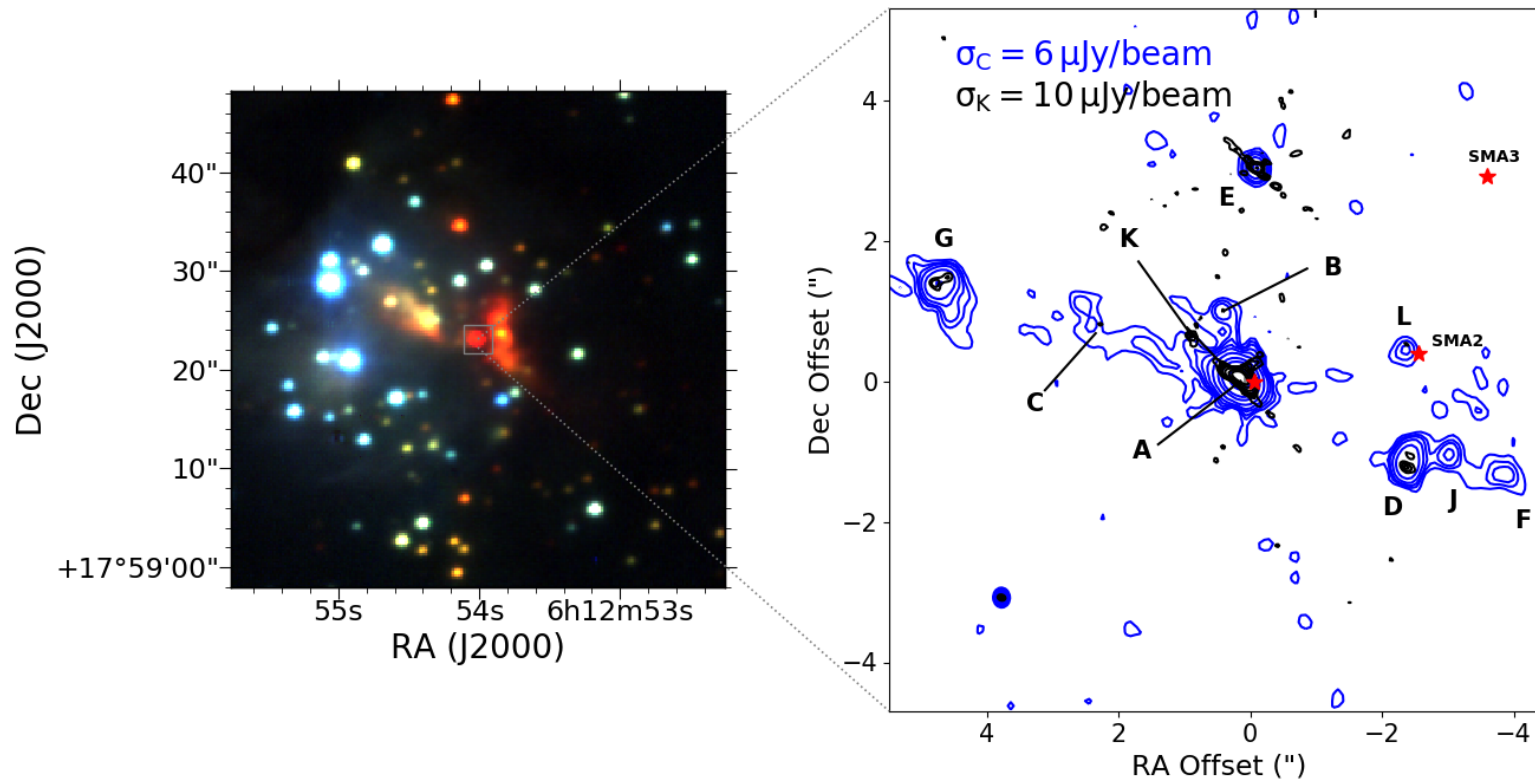 40"
30"
20"
10"
+17°59'00"
Dec (J2000)
55s 54s 6h12m53s
RA (J2000)
σC = 6 μJy/beam
σK = 10 μJy/beam
SMA3
E
G
K
B
L
SMA2
C
A
D
J
F
4
2
0
−2
−4
Dec Offset (")
4 2 0 −2 −4
RA Offset (")